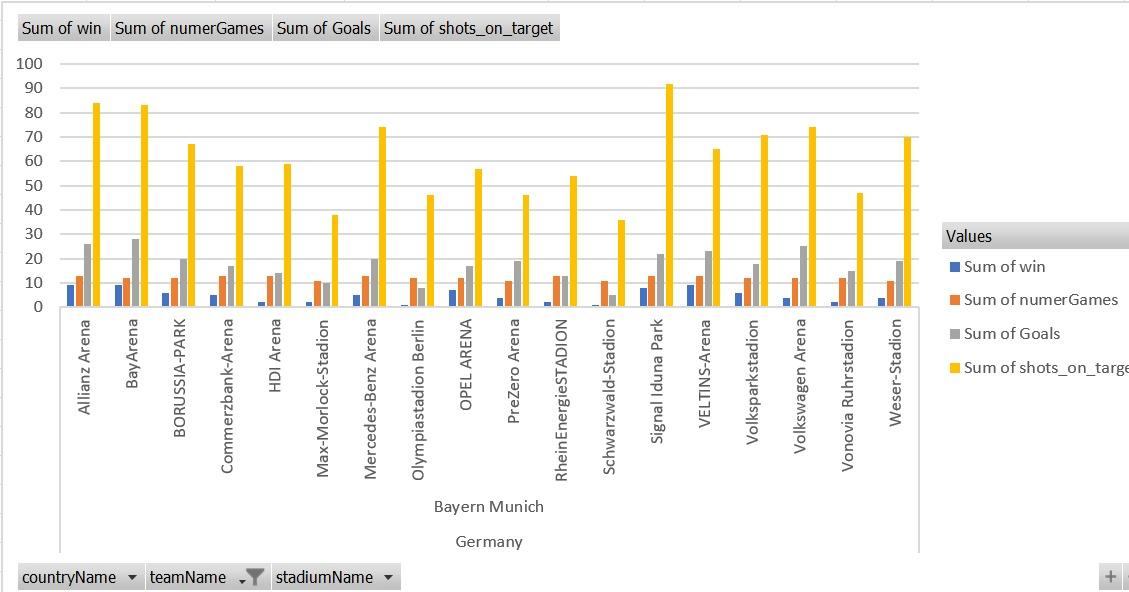 Sum of win Sum of numerGames Sum of Goals Sum of shots_on_target
100
90
80
70
60
50
40
30
20
10
0
Values
Sum of win
Sum of numerGames
Sum of Goals
Sum of shots_on_targe
Allianz Arena
BayArena
BORUSSIA-PARK
Commerzbank-Arena
HDI Arena
Max-Morlock-Stadion
Mercedes-Benz Arena
Olympiastadion Berlin
OPEL ARENA
PreZero Arena
RheinEnergieSTADION
Schwarzwald-Stadion
Signal Iduna Park
VELTINS-Arena
Volksparkstadion
Volkswagen Arena
Vonovia Ruhrstadion
Weser-Stadion
Bayern Munich
Germany
countryName teamName stadiumName
+